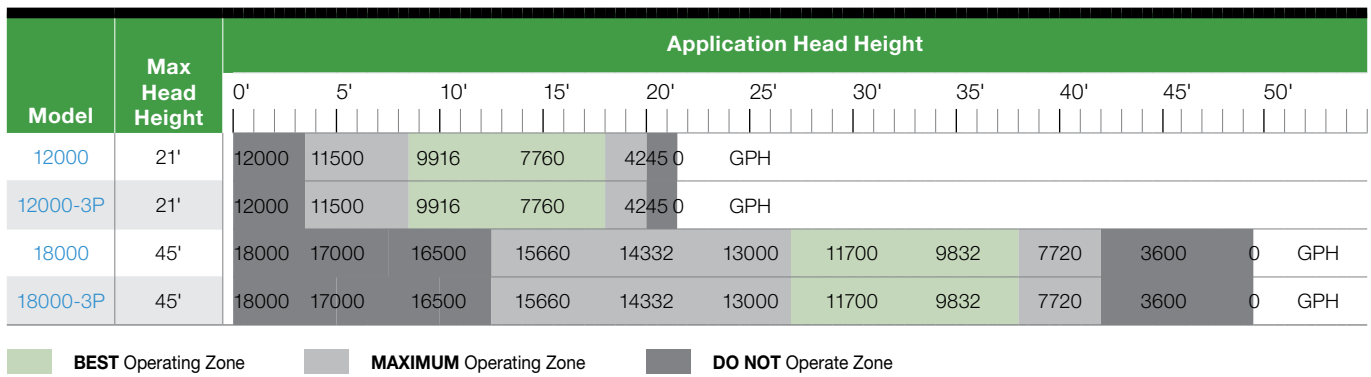 Application Head Height
Model
Max Head Height
0' 5' 10' 15' 20' 25' 30' 35' 40' 45' 50'
12000 21' 12000 11500 9916 7760 4245 0 GPH
12000-3P 21' 12000 11500 9916 7760 4245 0 GPH
18000 45' 18000 17000 16500 15660 14332 13000 11700 9832 7720 3600 0 GPH
18000-3P 45' 18000 17000 16500 15660 14332 13000 11700 9832 7720 3600 0 GPH
BEST Operating Zone MAXIMUM Operating Zone DO NOT Operate Zone